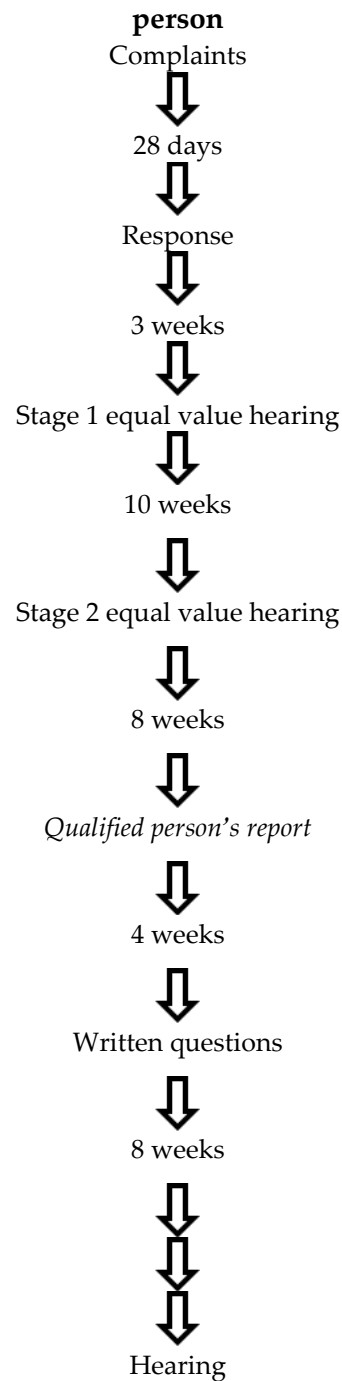 person
Complaints
28 days
Response
3 weeks
Stage 1 equal value hearing
10 weeks
Stage 2 equal value hearing
8 weeks
Qualified person's report
4 weeks
Written questions
8 weeks
Hearing